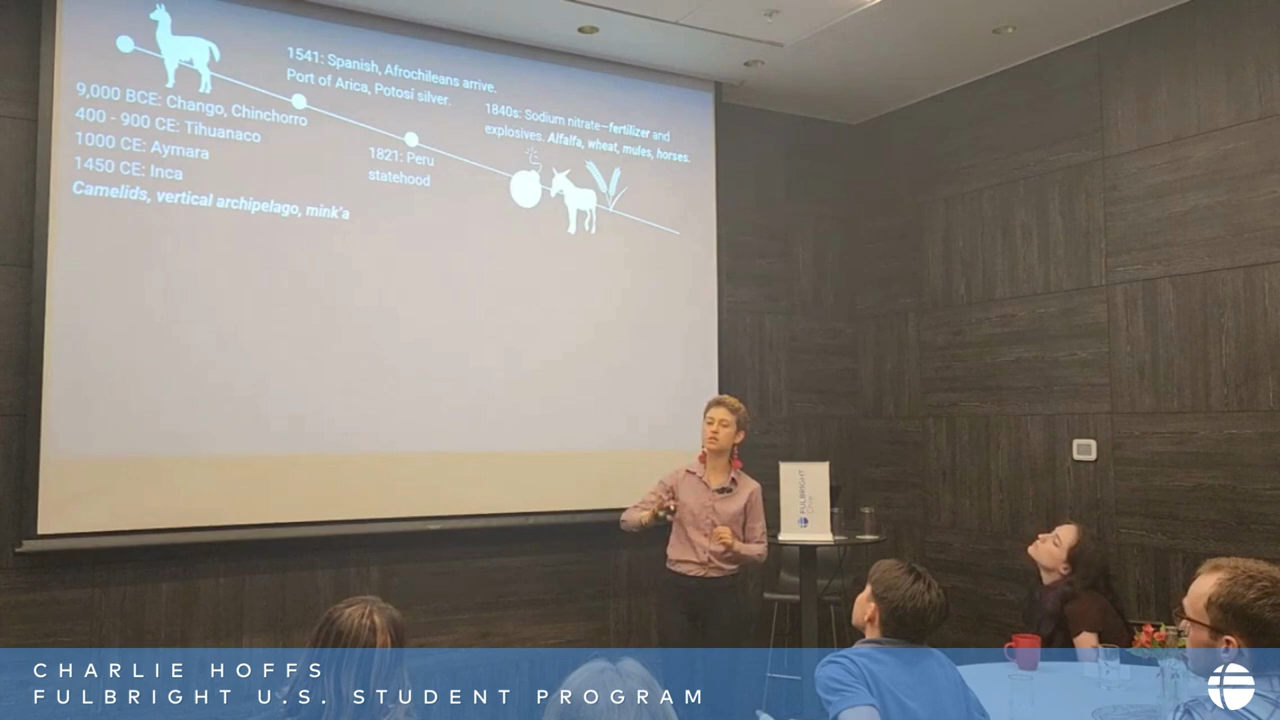 1541: Spanish, Afrochileans arrive.
Port of Arica, Potosí silver.
9,000 BCE: Chango, Chinchorro
400 - 900 CE: Tihuanaco
1000 CE: Aymara
1450 CE: Inca
Camelids, vertical archipelago, mink'a
1821: Peru
statehood
1840s: Sodium nitrate—fertilizer and
explosives. Alfalfa, wheat, mules, horses.
FULBRIGHT
CHARLIE HOFFS
FULBRIGHT U.S. STUDENT PROGRAM